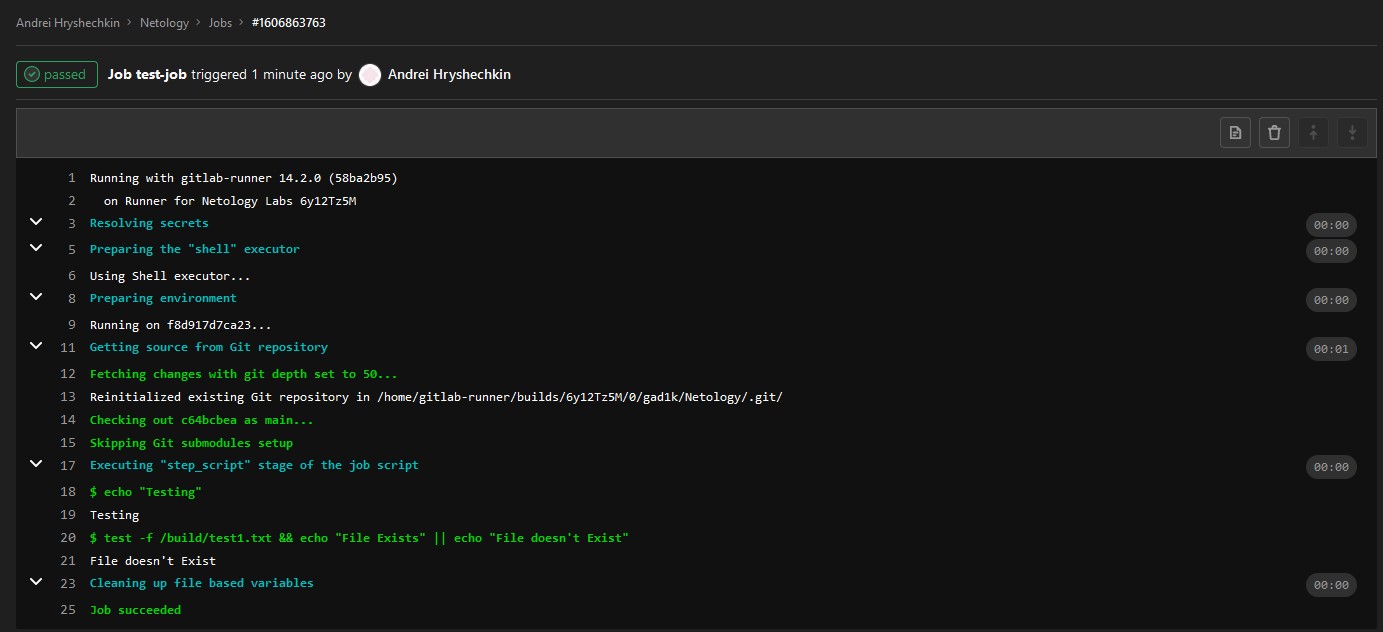 Andrei Hryshechkin › Netology › Jobs › #1606863763
passed Job test-job triggered 1 minute ago by Andrei Hryshechkin
1 Running with gitlab-runner 14.2.0 (58ba2b95)
2 on Runner for Netology Labs 6y12Tz5M
3 Resolving secrets 00:00
5 Preparing the "shell" executor 00:00
6 Using Shell executor...
8 Preparing environment 00:00
9 Running on f8d917d7ca23...
11 Getting source from Git repository 00:01
12 Fetching changes with git depth set to 50...
13 Reinitialized existing Git repository in /home/gitlab-runner/builds/6y12Tz5M/0/gad1k/Netology/.git/
14 Checking out c64bcbea as main...
15 Skipping Git submodules setup
17 Executing "step_script" stage of the job script 00:00
18 $ echo "Testing"
19 Testing
20 $ test -f /build/test1.txt && echo "File Exists" || echo "File doesn't Exist"
21 File doesn't Exist
23 Cleaning up file based variables 00:00
25 Job succeeded